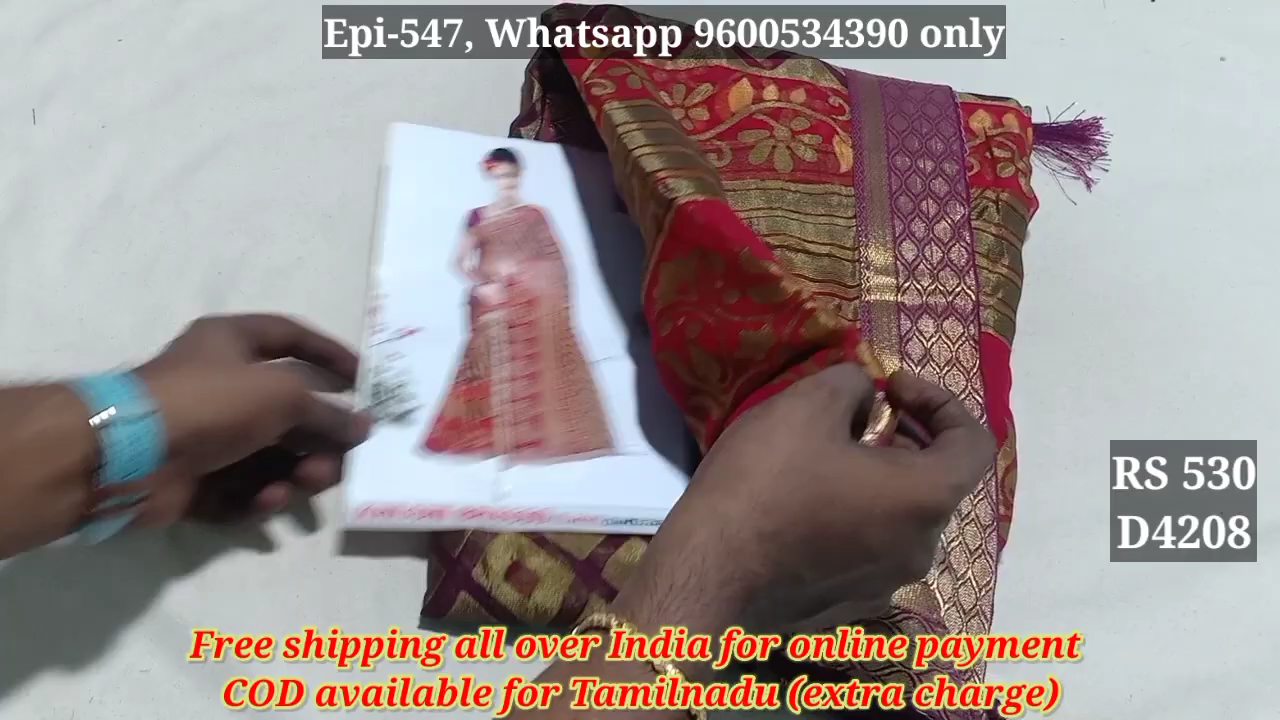 Epi-547, Whatsapp 9600534390 only
RS 530
D4208
Free shipping all over India for online payment
COD available for Tamilnadu (extra charge)